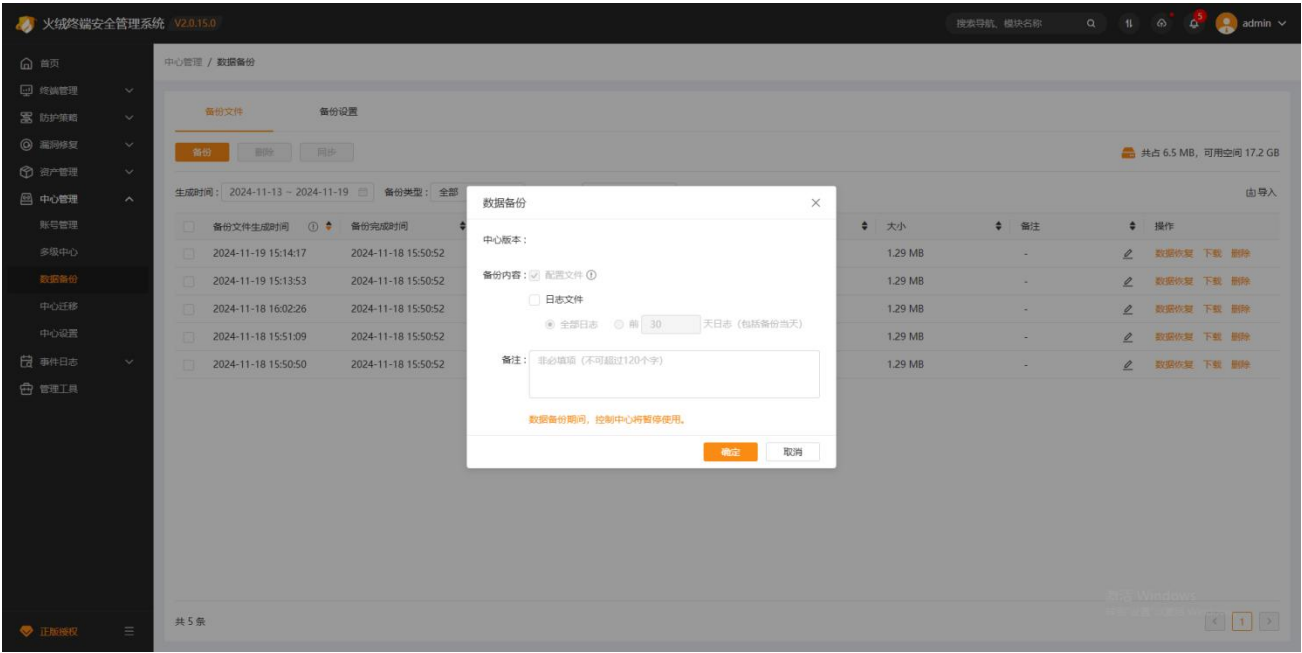 火绒终端安全管理系统 V2.0.15.0
搜索导航、模块名称
5
admin
首页
终端管理
防护策略
漏洞修复
资产管理
中心管理
账号管理
多级中心
数据备份
中心迁移
中心设置
事件日志
管理工具
正版授权
中心管理 / 数据备份
备份文件 备份设置
备份 删除 同步
共占 6.5 MB，可用空间 17.2 GB
生成时间： 2024-11-13 ~ 2024-11-19 备份类型： 全部
导入
备份文件生成时间 备份完成时间 大小 备注 操作
2024-11-19 15:14:17 2024-11-18 15:50:52 1.29 MB - 数据恢复 下载 删除
2024-11-19 15:13:53 2024-11-18 15:50:52 1.29 MB - 数据恢复 下载 删除
2024-11-18 16:02:26 2024-11-18 15:50:52 1.29 MB - 数据恢复 下载 删除
2024-11-18 15:51:09 2024-11-18 15:50:52 1.29 MB - 数据恢复 下载 删除
2024-11-18 15:50:50 2024-11-18 15:50:52 1.29 MB - 数据恢复 下载 删除
数据备份
中心版本：
备份内容： 配置文件
日志文件
全部日志 前 30 天日志（包括备份当天）
备注： 非必填项（不可超过120个字）
数据备份期间，控制中心将暂停使用。
确定 取消
激活 Windows
共 5 条
< 1 >